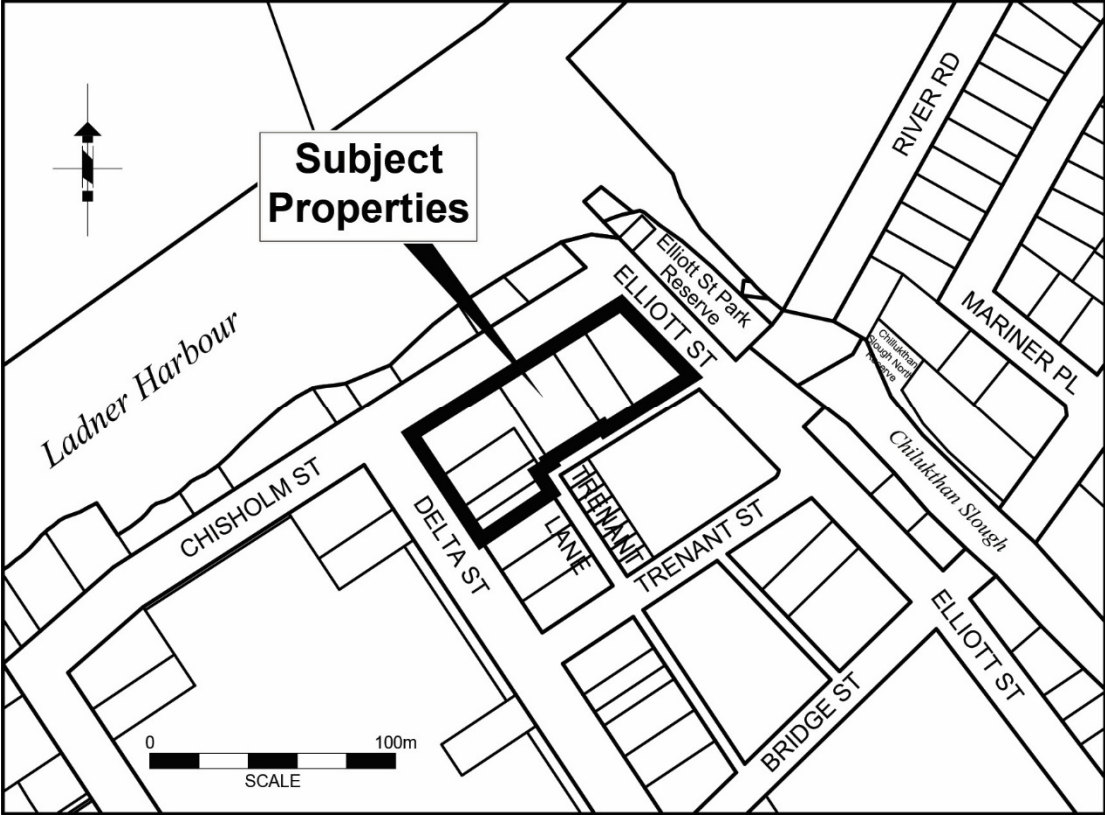 Subject
Properties
RIVER RD
Elliott St Park
Reserve
ELLIOTT ST
MARINER PL
Chillukthan
Slough North
Reserve
Ladner Harbour
CHISHOLM ST
DELTA ST
TRENANT
LANE
TRENANT ST
Chilukthan Slough
ELLIOTT ST
BRIDGE ST
0 100m
SCALE